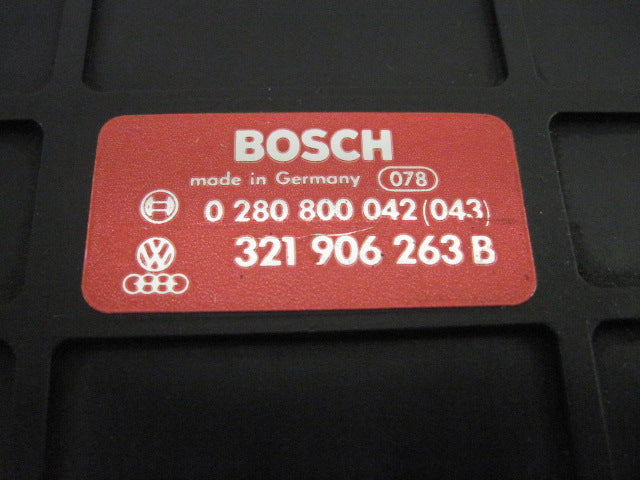 BOSCH
made in Germany 078
0 280 800 042 (043)
321 906 263 B